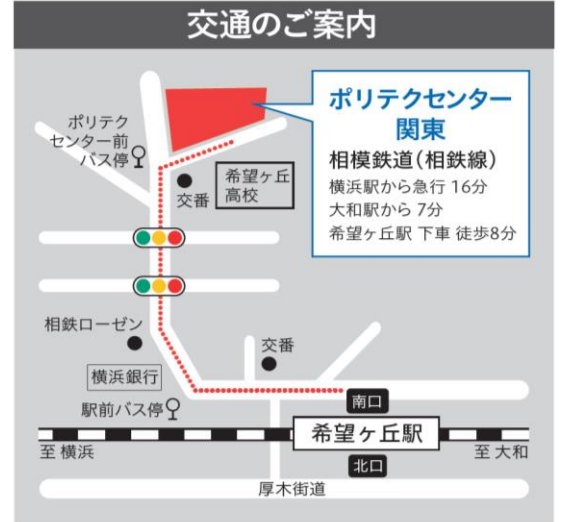 交通のご案内
ポリテクセンター
関東
相模鉄道(相鉄線)
横浜駅から急行 16分
大和駅から 7分
希望ヶ丘駅 下車 徒歩8分
ポリテク
センター前
バス停
交番
希望ヶ丘
高校
相鉄ローゼン
交番
横浜銀行
駅前バス停
南口
希望ヶ丘駅
至 横浜
至 大和
北口
厚木街道